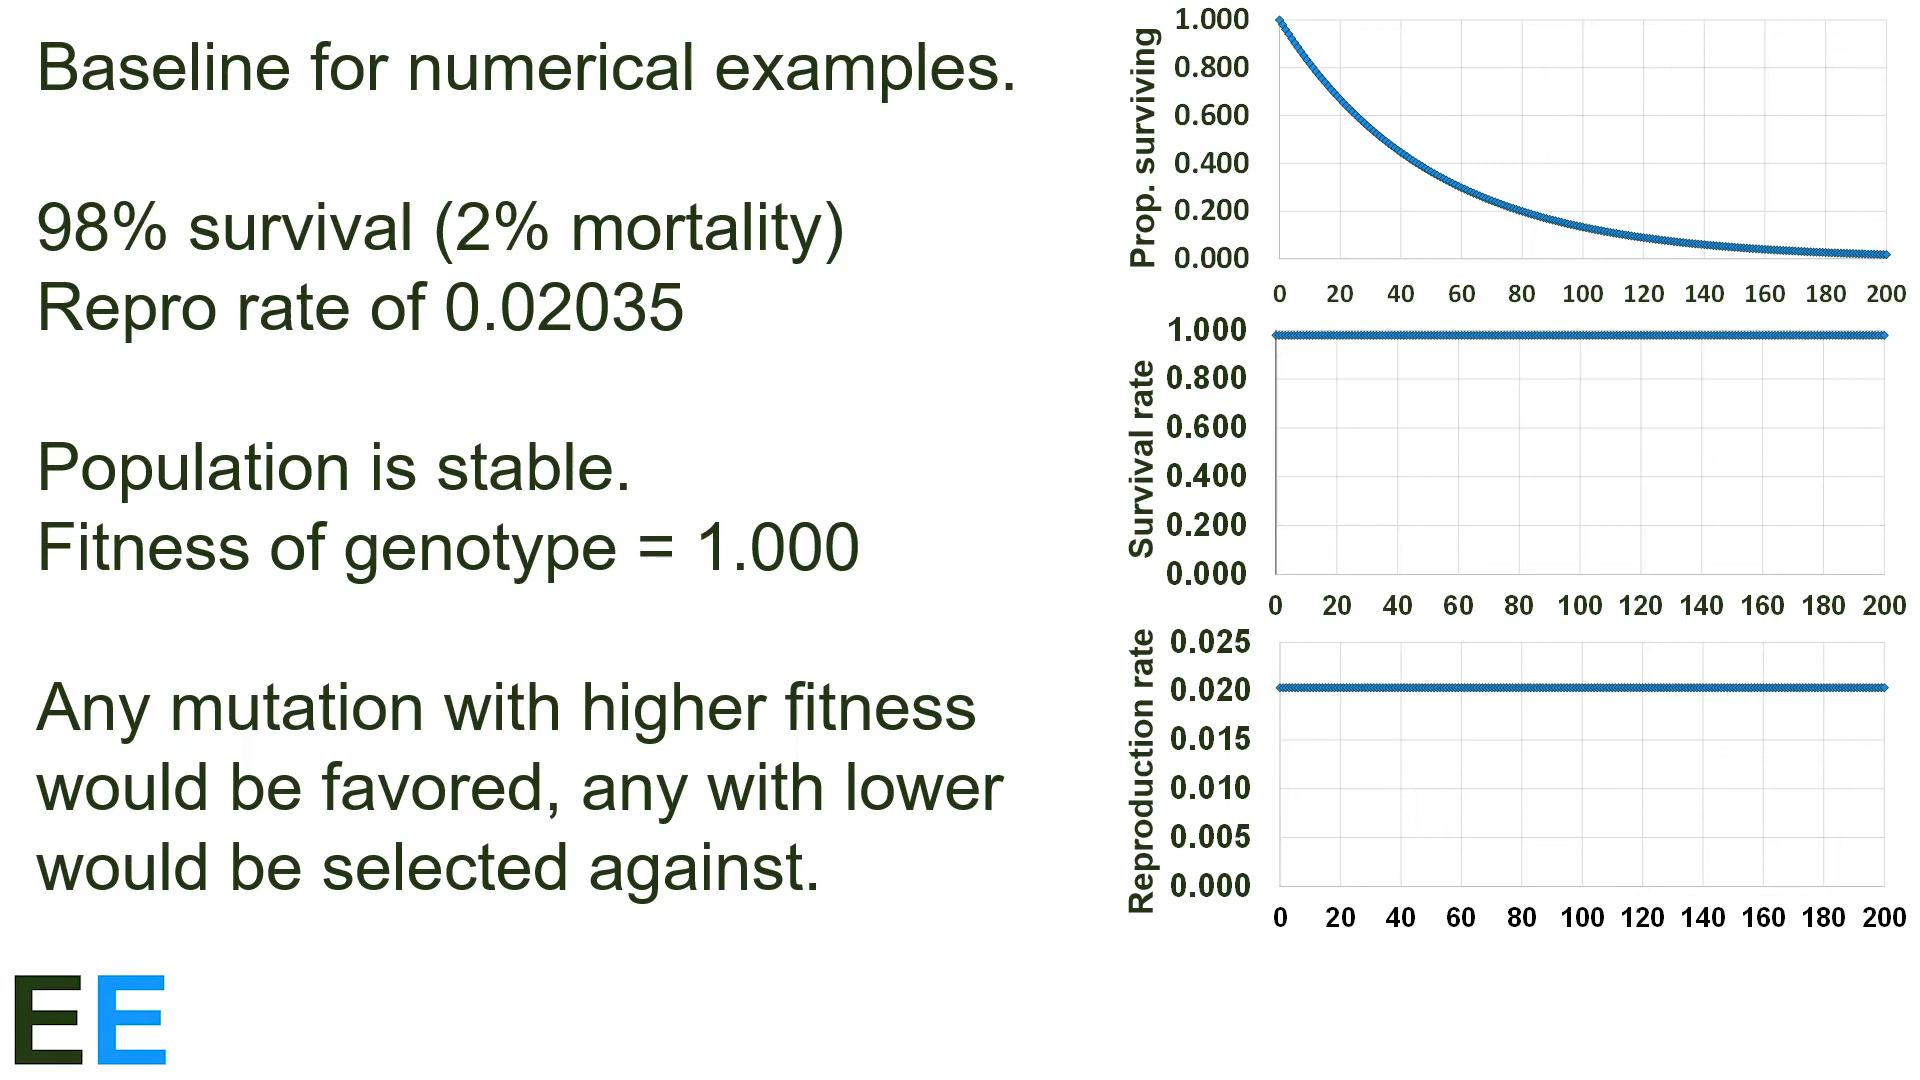 Baseline for numerical examples.
98% survival (2% mortality)
Repro rate of 0.02035
Population is stable.
Fitness of genotype = 1.000
Any mutation with higher fitness
would be favored, any with lower
would be selected against.
EE
Prop. surviving
1.000
0.800
0.600
0.400
0.200
0.000
0 20 40 60 80 100 120 140 160 180 200
Survival rate
1.000
0.800
0.600
0.400
0.200
0.000
0 20 40 60 80 100 120 140 160 180 200
Reproduction rate
0.025
0.020
0.015
0.010
0.005
0.000
0 20 40 60 80 100 120 140 160 180 200